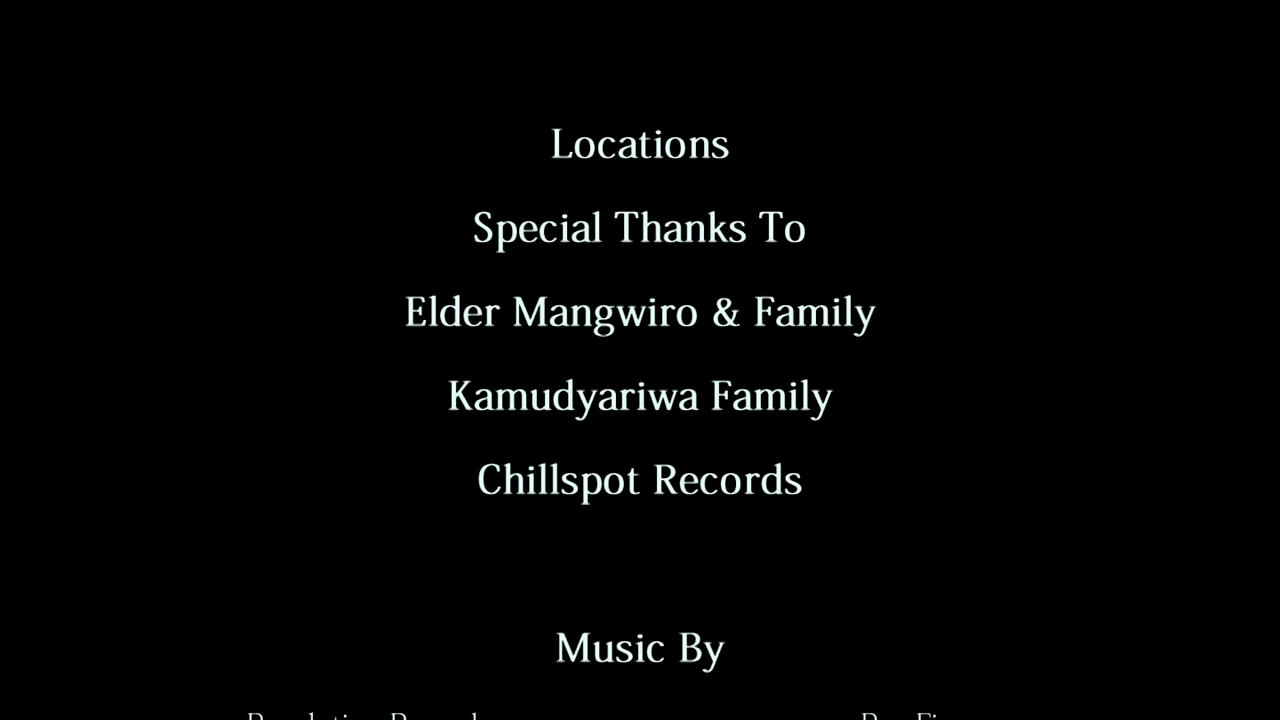 Locations
Special Thanks To
Elder Mangwiro & Family
Kamudyariwa Family
Chillspot Records
Music By